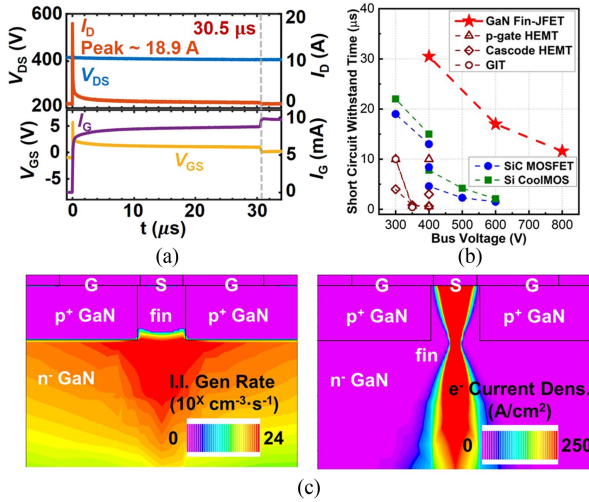 600
400
200
V_DS (V)
I_D
30.5 µs
Peak ~ 18.9 A
V_DS
20
10
0
I_D (A)
5
0
-5
V_GS (V)
I_G
V_GS
10
5
0
I_G (mA)
0
10
20
30
t (µs)
(a)
Short Circuit Withstand Time (µs)
40
30
20
10
0
GaN Fin-JFET
p-gate HEMT
Cascode HEMT
GIT
SiC MOSFET
Si CoolMOS
300 400 500 600 700 800
Bus Voltage (V)
(b)
G S G
p⁺ GaN fin p⁺ GaN
n⁻ GaN
I.I. Gen Rate
(10ˣ cm⁻³·s⁻¹)
0 24
G S G
p⁺ GaN p⁺ GaN
fin
n⁻ GaN
e⁻ Current Dens.
(A/cm²)
0 250
(c)